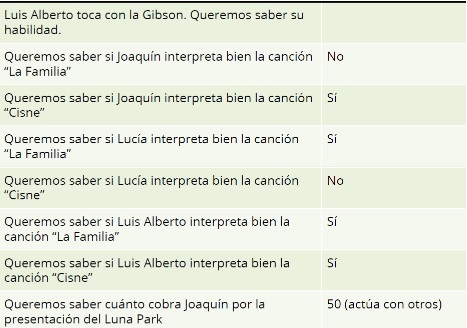 Luis Alberto toca con la Gibson. Queremos saber su
habilidad.
Queremos saber si Joaquín interpreta bien la canción
“La Familia”
No
Queremos saber si Joaquín interpreta bien la canción
“Cisne”
Sí
Queremos saber si Lucía interpreta bien la canción
“La Familia”
Sí
Queremos saber si Lucía interpreta bien la canción
“Cisne”
No
Queremos saber si Luis Alberto interpreta bien la
canción “La Familia”
Sí
Queremos saber si Luis Alberto interpreta bien la
canción “Cisne”
Sí
Queremos saber cuánto cobra Joaquín por la
presentación del Luna Park
50 (actúa con otros)